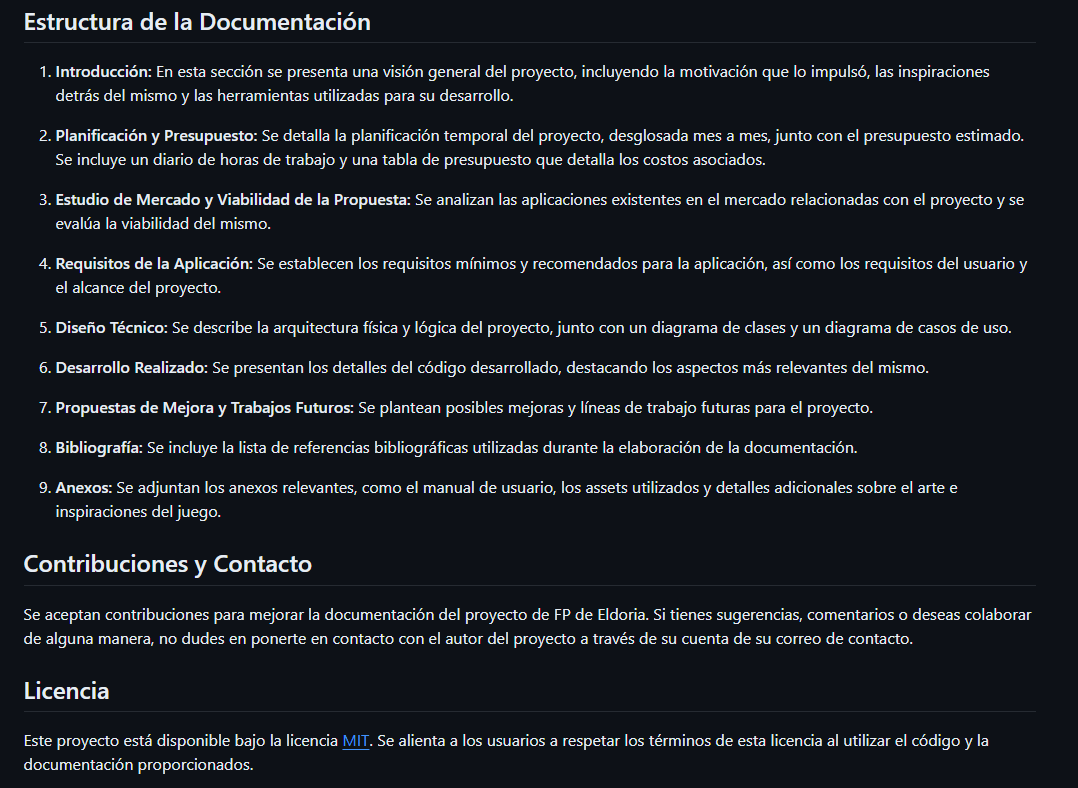 Estructura de la Documentación
1. Introducción: En esta sección se presenta una visión general del proyecto, incluyendo la motivación que lo impulsó, las inspiraciones
detrás del mismo y las herramientas utilizadas para su desarrollo.
2. Planificación y Presupuesto: Se detalla la planificación temporal del proyecto, desglosada mes a mes, junto con el presupuesto estimado.
Se incluye un diario de horas de trabajo y una tabla de presupuesto que detalla los costos asociados.
3. Estudio de Mercado y Viabilidad de la Propuesta: Se analizan las aplicaciones existentes en el mercado relacionadas con el proyecto y se
evalúa la viabilidad del mismo.
4. Requisitos de la Aplicación: Se establecen los requisitos mínimos y recomendados para la aplicación, así como los requisitos del usuario y
el alcance del proyecto.
5. Diseño Técnico: Se describe la arquitectura física y lógica del proyecto, junto con un diagrama de clases y un diagrama de casos de uso.
6. Desarrollo Realizado: Se presentan los detalles del código desarrollado, destacando los aspectos más relevantes del mismo.
7. Propuestas de Mejora y Trabajos Futuros: Se plantean posibles mejoras y líneas de trabajo futuras para el proyecto.
8. Bibliografía: Se incluye la lista de referencias bibliográficas utilizadas durante la elaboración de la documentación.
9. Anexos: Se adjuntan los anexos relevantes, como el manual de usuario, los assets utilizados y detalles adicionales sobre el arte e
inspiraciones del juego.
Contribuciones y Contacto
Se aceptan contribuciones para mejorar la documentación del proyecto de FP de Eldoria. Si tienes sugerencias, comentarios o deseas colaborar
de alguna manera, no dudes en ponerte en contacto con el autor del proyecto a través de su cuenta de su correo de contacto.
Licencia
Este proyecto está disponible bajo la licencia MIT. Se alienta a los usuarios a respetar los términos de esta licencia al utilizar el código y la
documentación proporcionados.